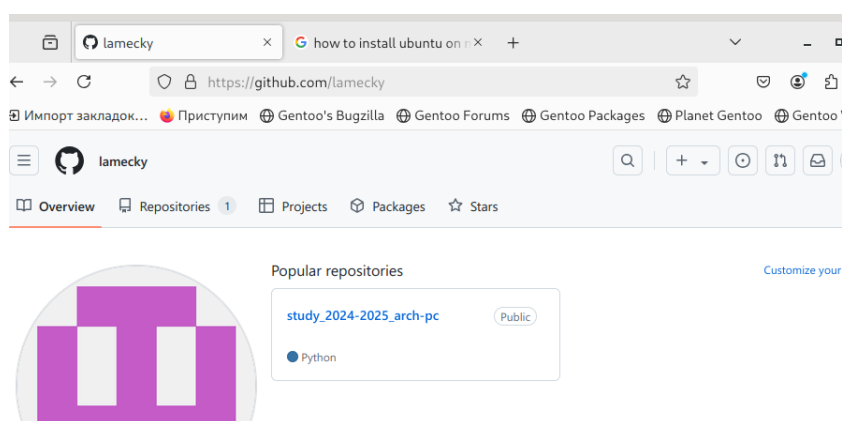 lamecky
how to install ubuntu on
https://github.com/lamecky
Импорт закладок... Приступим Gentoo's Bugzilla Gentoo Forums Gentoo Packages Planet Gentoo Gentoo
lamecky
Overview Repositories 1 Projects Packages Stars
Popular repositories Customize your
study_2024-2025_arch-pc Public
Python